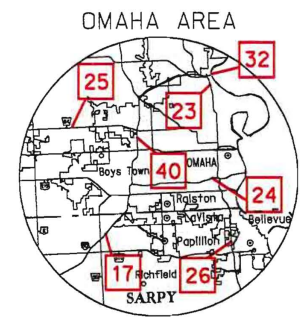 OMAHA AREA
32
25
23
40
OMAHA
Boys Town
24
Ralston
LaVista
Bellevue
Papillion
17
Richfield
26
SARPY